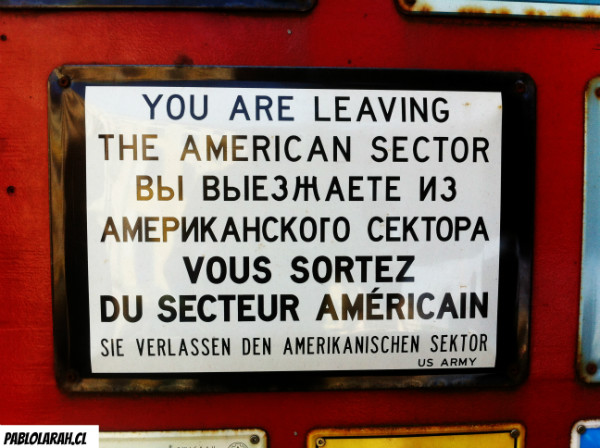 YOU ARE LEAVING
THE AMERICAN SECTOR
ВЫ ВЫЕЗЖАЕТЕ ИЗ
АМЕРИКАНСКОГО СЕКТОРА
VOUS SORTEZ
DU SECTEUR AMÉRICAIN
SIE VERLASSEN DEN AMERIKANISCHEN SEKTOR
US ARMY
PABLOLARAH.CL